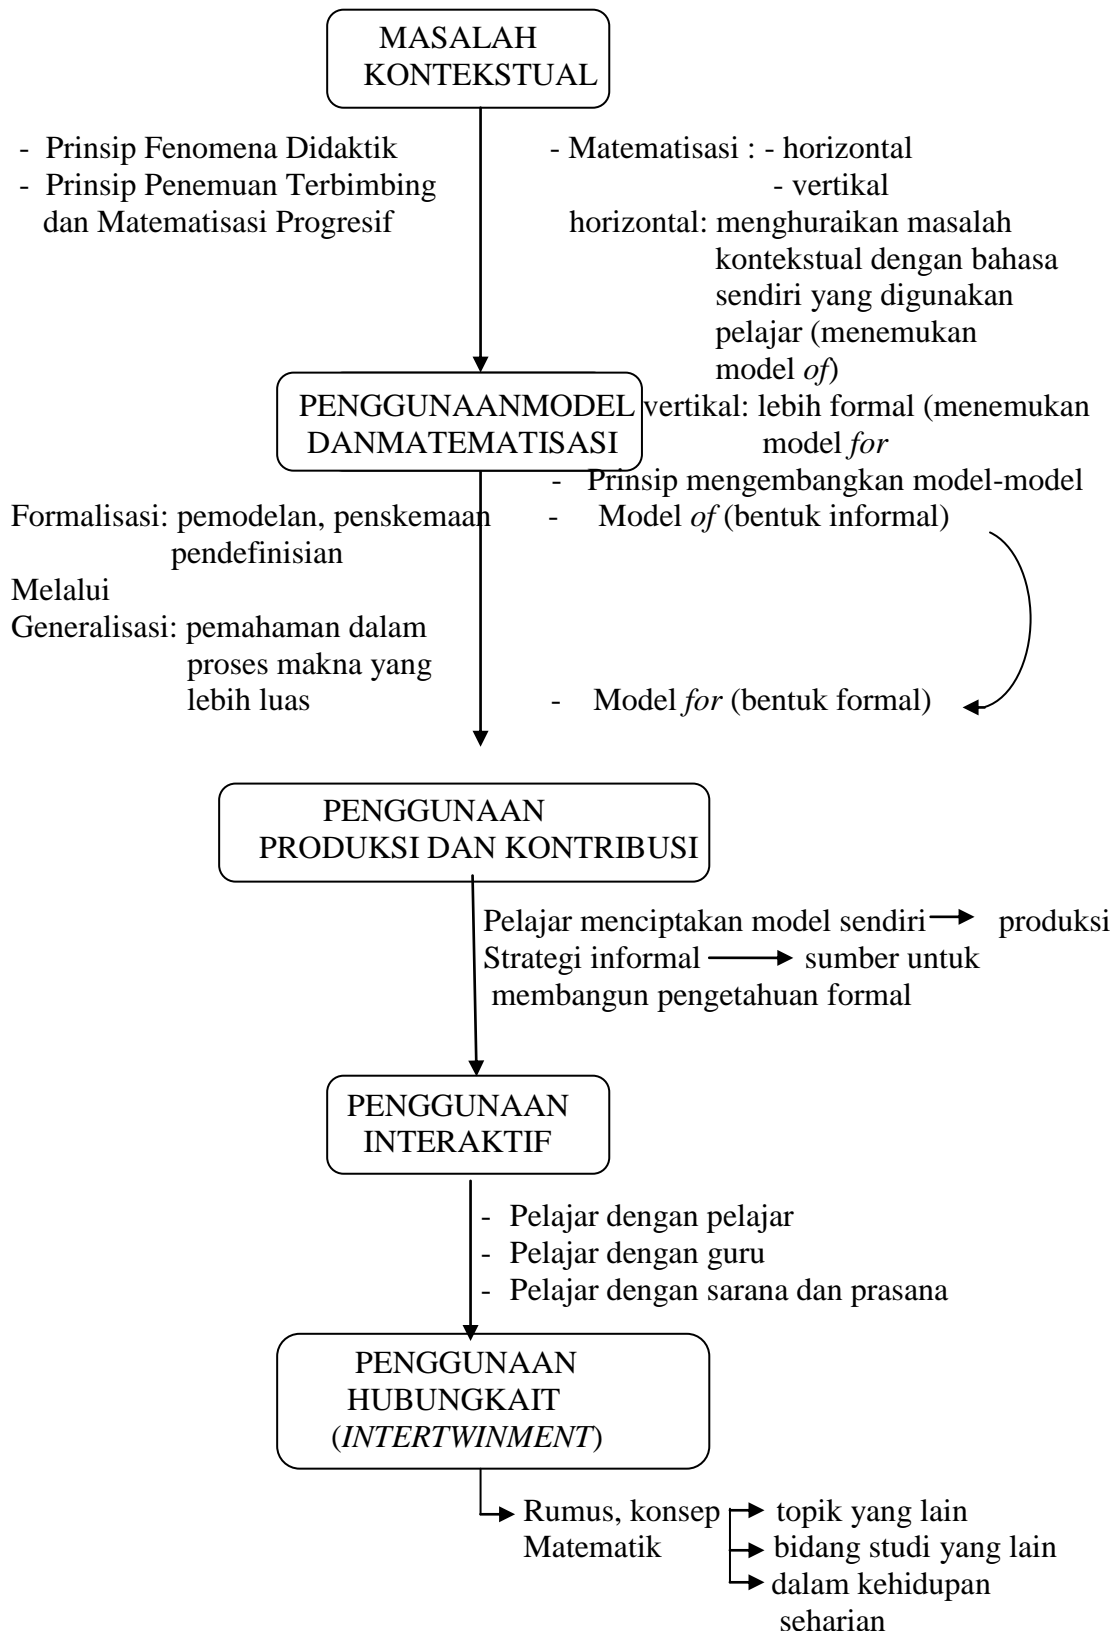 MASALAH
KONTEKSTUAL
- Prinsip Fenomena Didaktik
- Prinsip Penemuan Terbimbing
dan Matematisasi Progresif
- Matematisasi : - horizontal
- vertikal
horizontal: menghuraikan masalah
kontekstual dengan bahasa
sendiri yang digunakan
pelajar (menemukan
model of)
PENGGUNAANMODEL
DANMATEMATISASI
vertikal: lebih formal (menemukan
model for
- Prinsip mengembangkan model-model
Formalisasi: pemodelan, penskemaan
pendefinisian
Melalui
Generalisasi: pemahaman dalam
proses makna yang
lebih luas
- Model of (bentuk informal)
- Model for (bentuk formal)
PENGGUNAAN
PRODUKSI DAN KONTRIBUSI
Pelajar menciptakan model sendiri → produksi
Strategi informal → sumber untuk
membangun pengetahuan formal
PENGGUNAAN
INTERAKTIF
- Pelajar dengan pelajar
- Pelajar dengan guru
- Pelajar dengan sarana dan prasana
PENGGUNAAN
HUBUNGKAIT
(INTERTWINMENT)
Rumus, konsep
Matematik
topik yang lain
bidang studi yang lain
dalam kehidupan
seharian